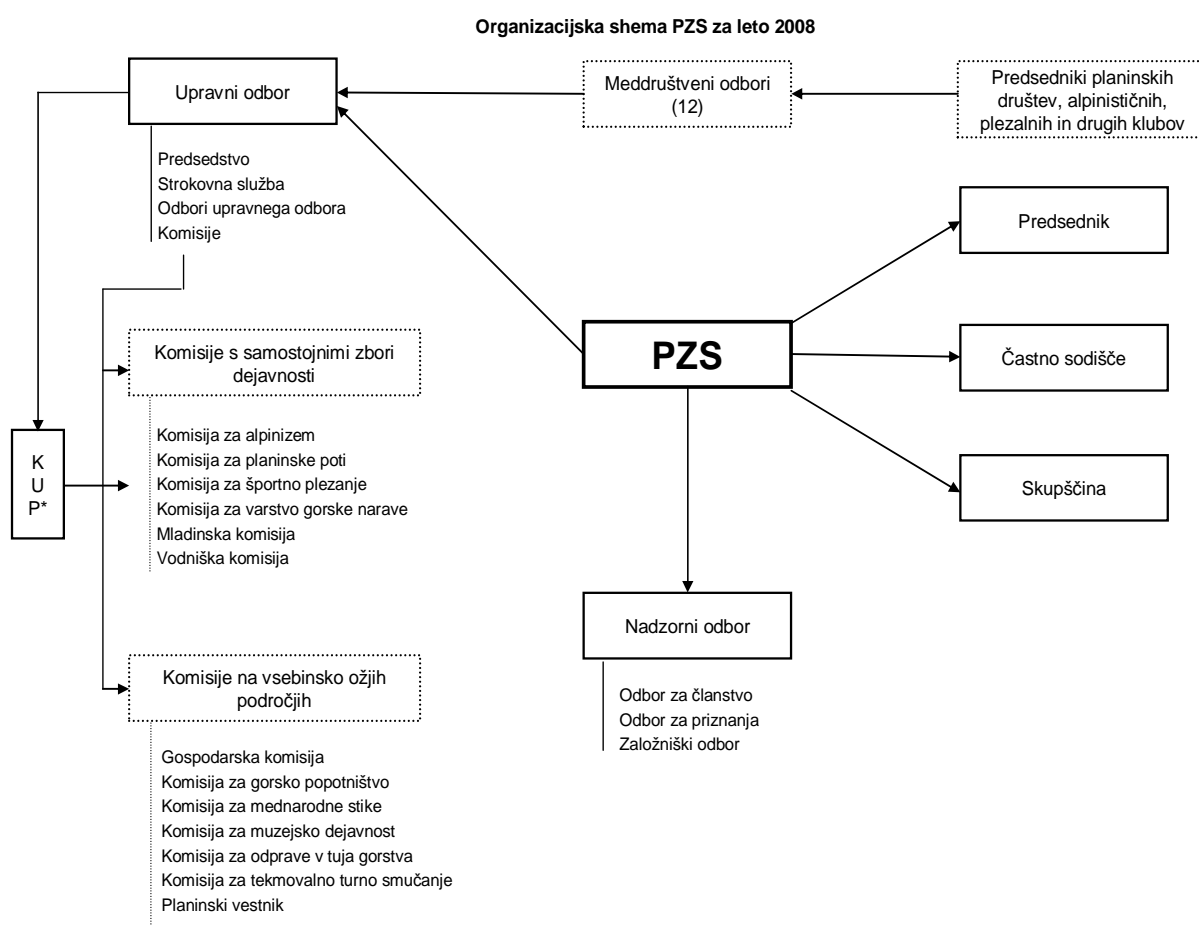 Organizacijska shema PZS za leto 2008
Upravni odbor
Meddruštveni odbori
(12)
Predsedniki planinskih
društev, alpinističnih,
plezalnih in drugih klubov
Predsedstvo
Strokovna služba
Odbori upravnega odbora
Komisije
Predsednik
PZS
Častno sodišče
Skupščina
Komisije s samostojnimi zbori
dejavnosti
K
U
P*
Komisija za alpinizem
Komisija za planinske poti
Komisija za športno plezanje
Komisija za varstvo gorske narave
Mladinska komisija
Vodniška komisija
Nadzorni odbor
Odbor za članstvo
Odbor za priznanja
Založniški odbor
Komisije na vsebinsko ožjih
področjih
Gospodarska komisija
Komisija za gorsko popotništvo
Komisija za mednarodne stike
Komisija za muzejsko dejavnost
Komisija za odprave v tuja gorstva
Komisija za tekmovalno turno smučanje
Planinski vestnik